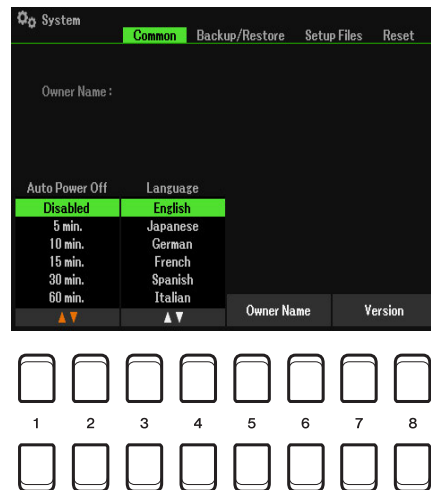 System
Common Backup/Restore Setup Files Reset
Owner Name :
Auto Power Off Language
Disabled English
5 min. Japanese
10 min. German
15 min. French
30 min. Spanish
60 min. Italian
Owner Name Version
1 2 3 4 5 6 7 8